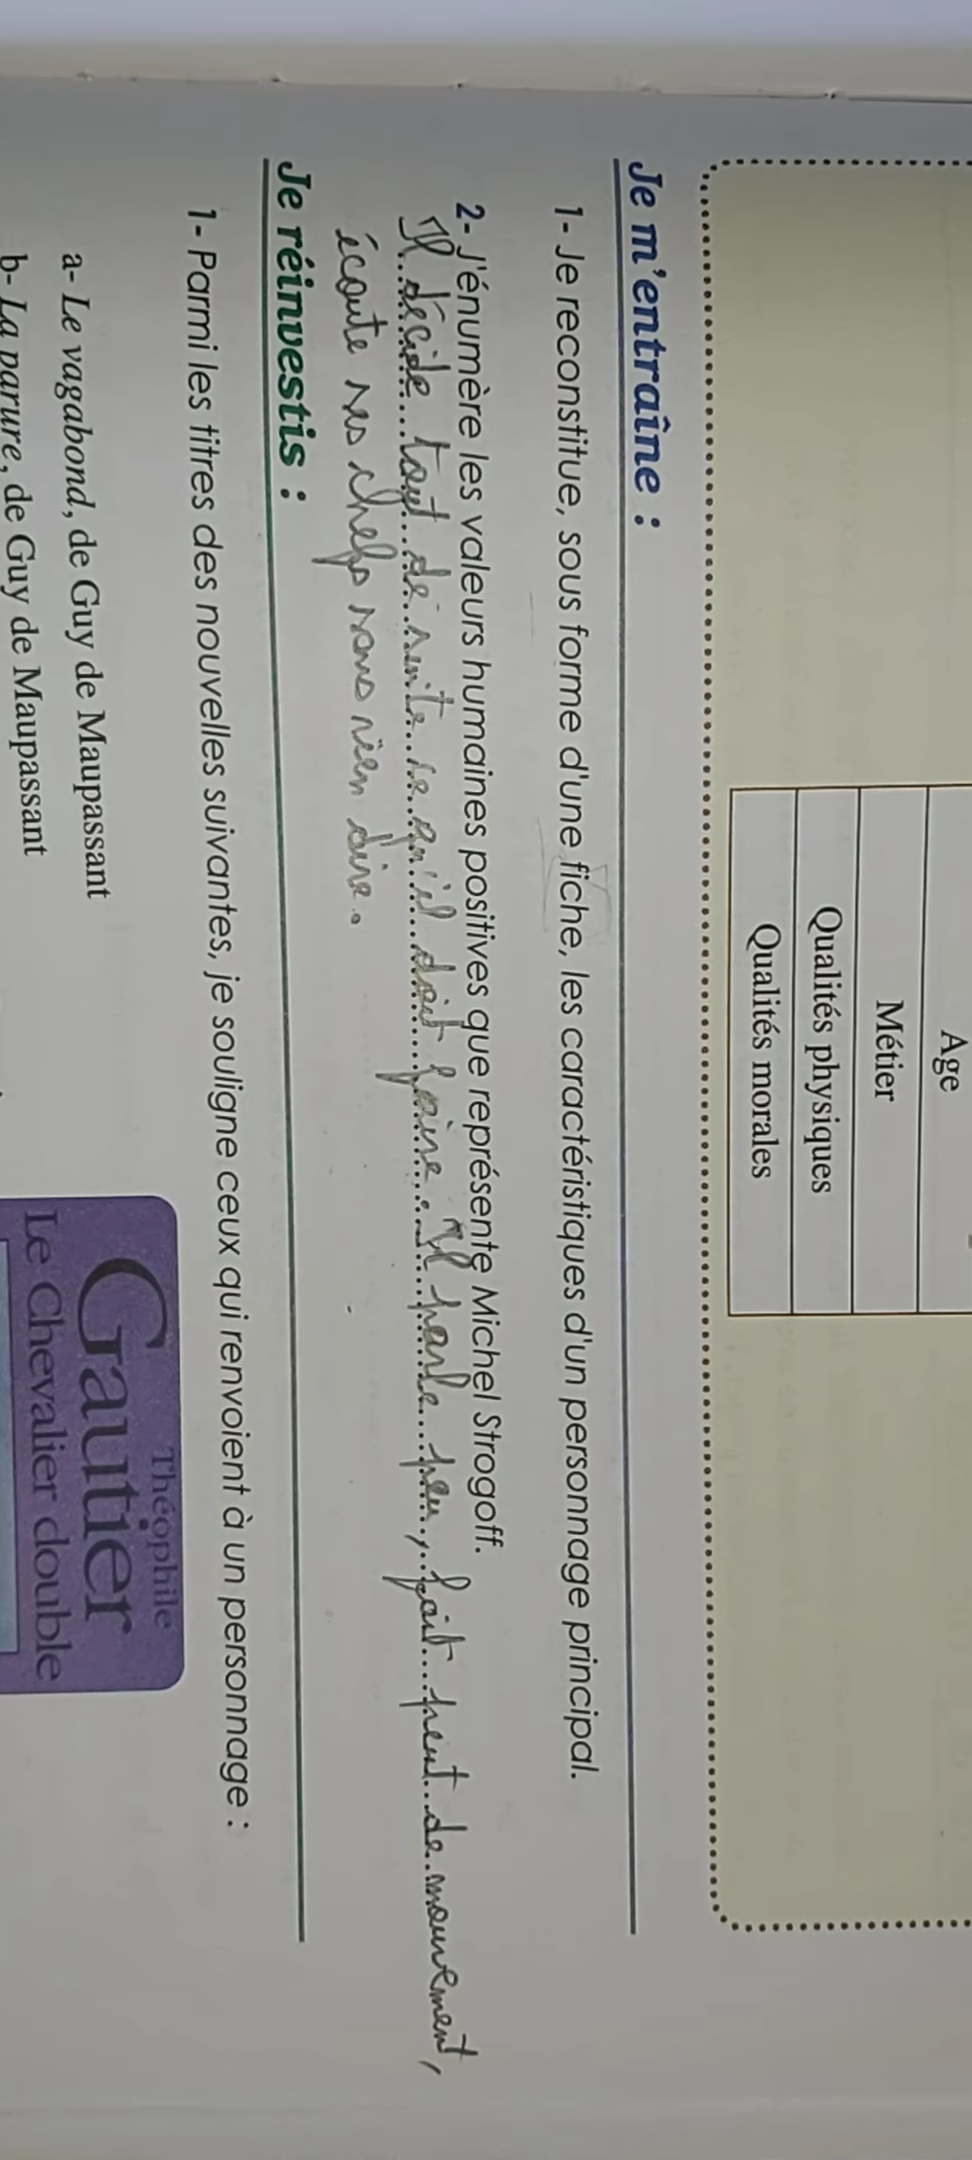 Age
Métier
Qualités physiques
Qualités morales
Je m'entraîne :
1- Je reconstitue, sous forme d'une fiche, les caractéristiques d'un personnage principal.
2- J'énumère les valeurs humaines positives que représente Michel Strogoff.
Il décide tout de suite ce qu'il doit faire. Il parle peu, fait peut de mouvement,
écoute ses chefs sans rien dire.
Je réinvestis :
1- Parmi les titres des nouvelles suivantes, je souligne ceux qui renvoient à un personnage :
a- Le vagabond, de Guy de Maupassant
b- La parure, de Guy de Maupassant
Théophile
Gautier
Le Chevalier double